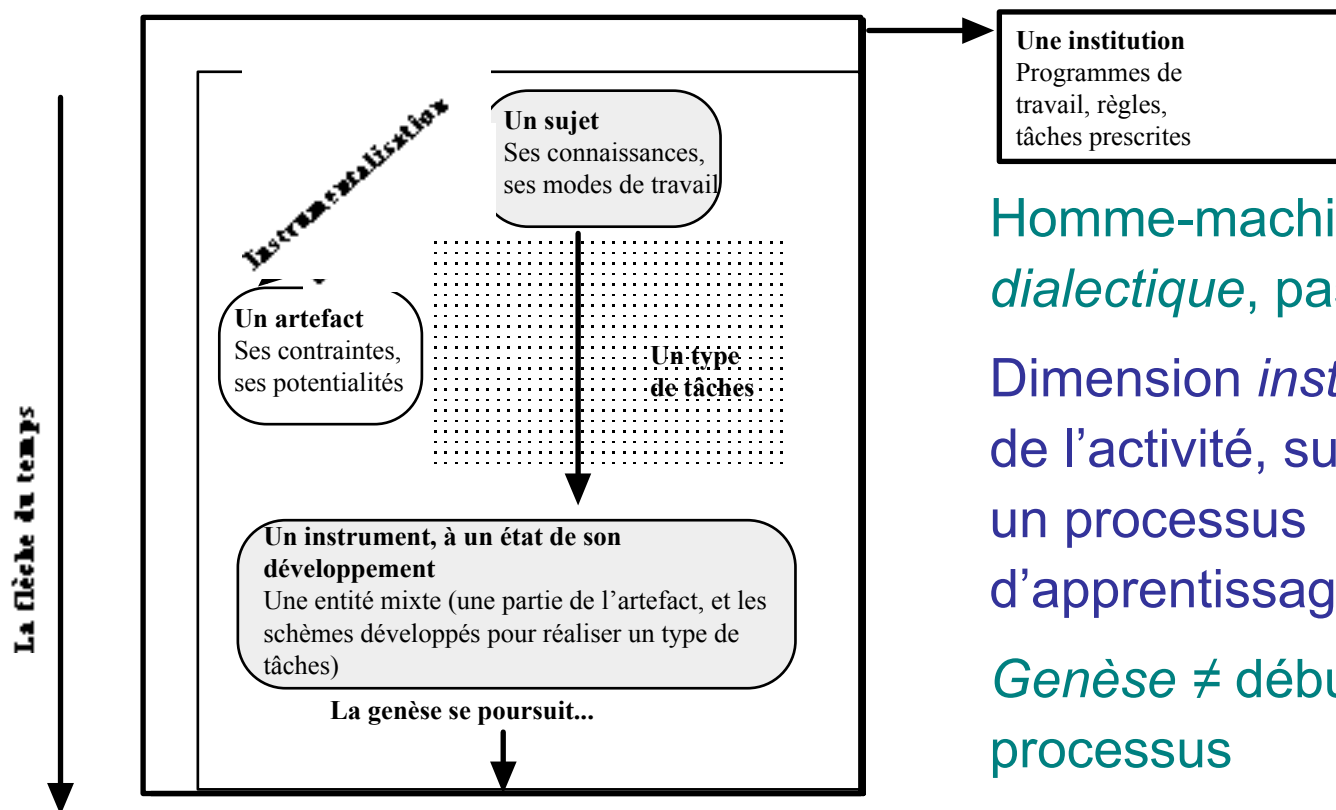 Une institution
Programmes de
travail, règles,
tâches prescrites
Instrumentalisation
Un sujet
Ses connaissances,
ses modes de travail
Un artefact
Ses contraintes,
ses potentialités
Un type
de tâches
La flèche du temps
Un instrument, à un état de son
développement
Une entité mixte (une partie de l’artefact, et les
schèmes développés pour réaliser un type de
tâches)
La genèse se poursuit...
Homme-machi
dialectique, pas
Dimension inst
de l’activité, su
un processus
d’apprentissag
Genèse ≠ débu
processus